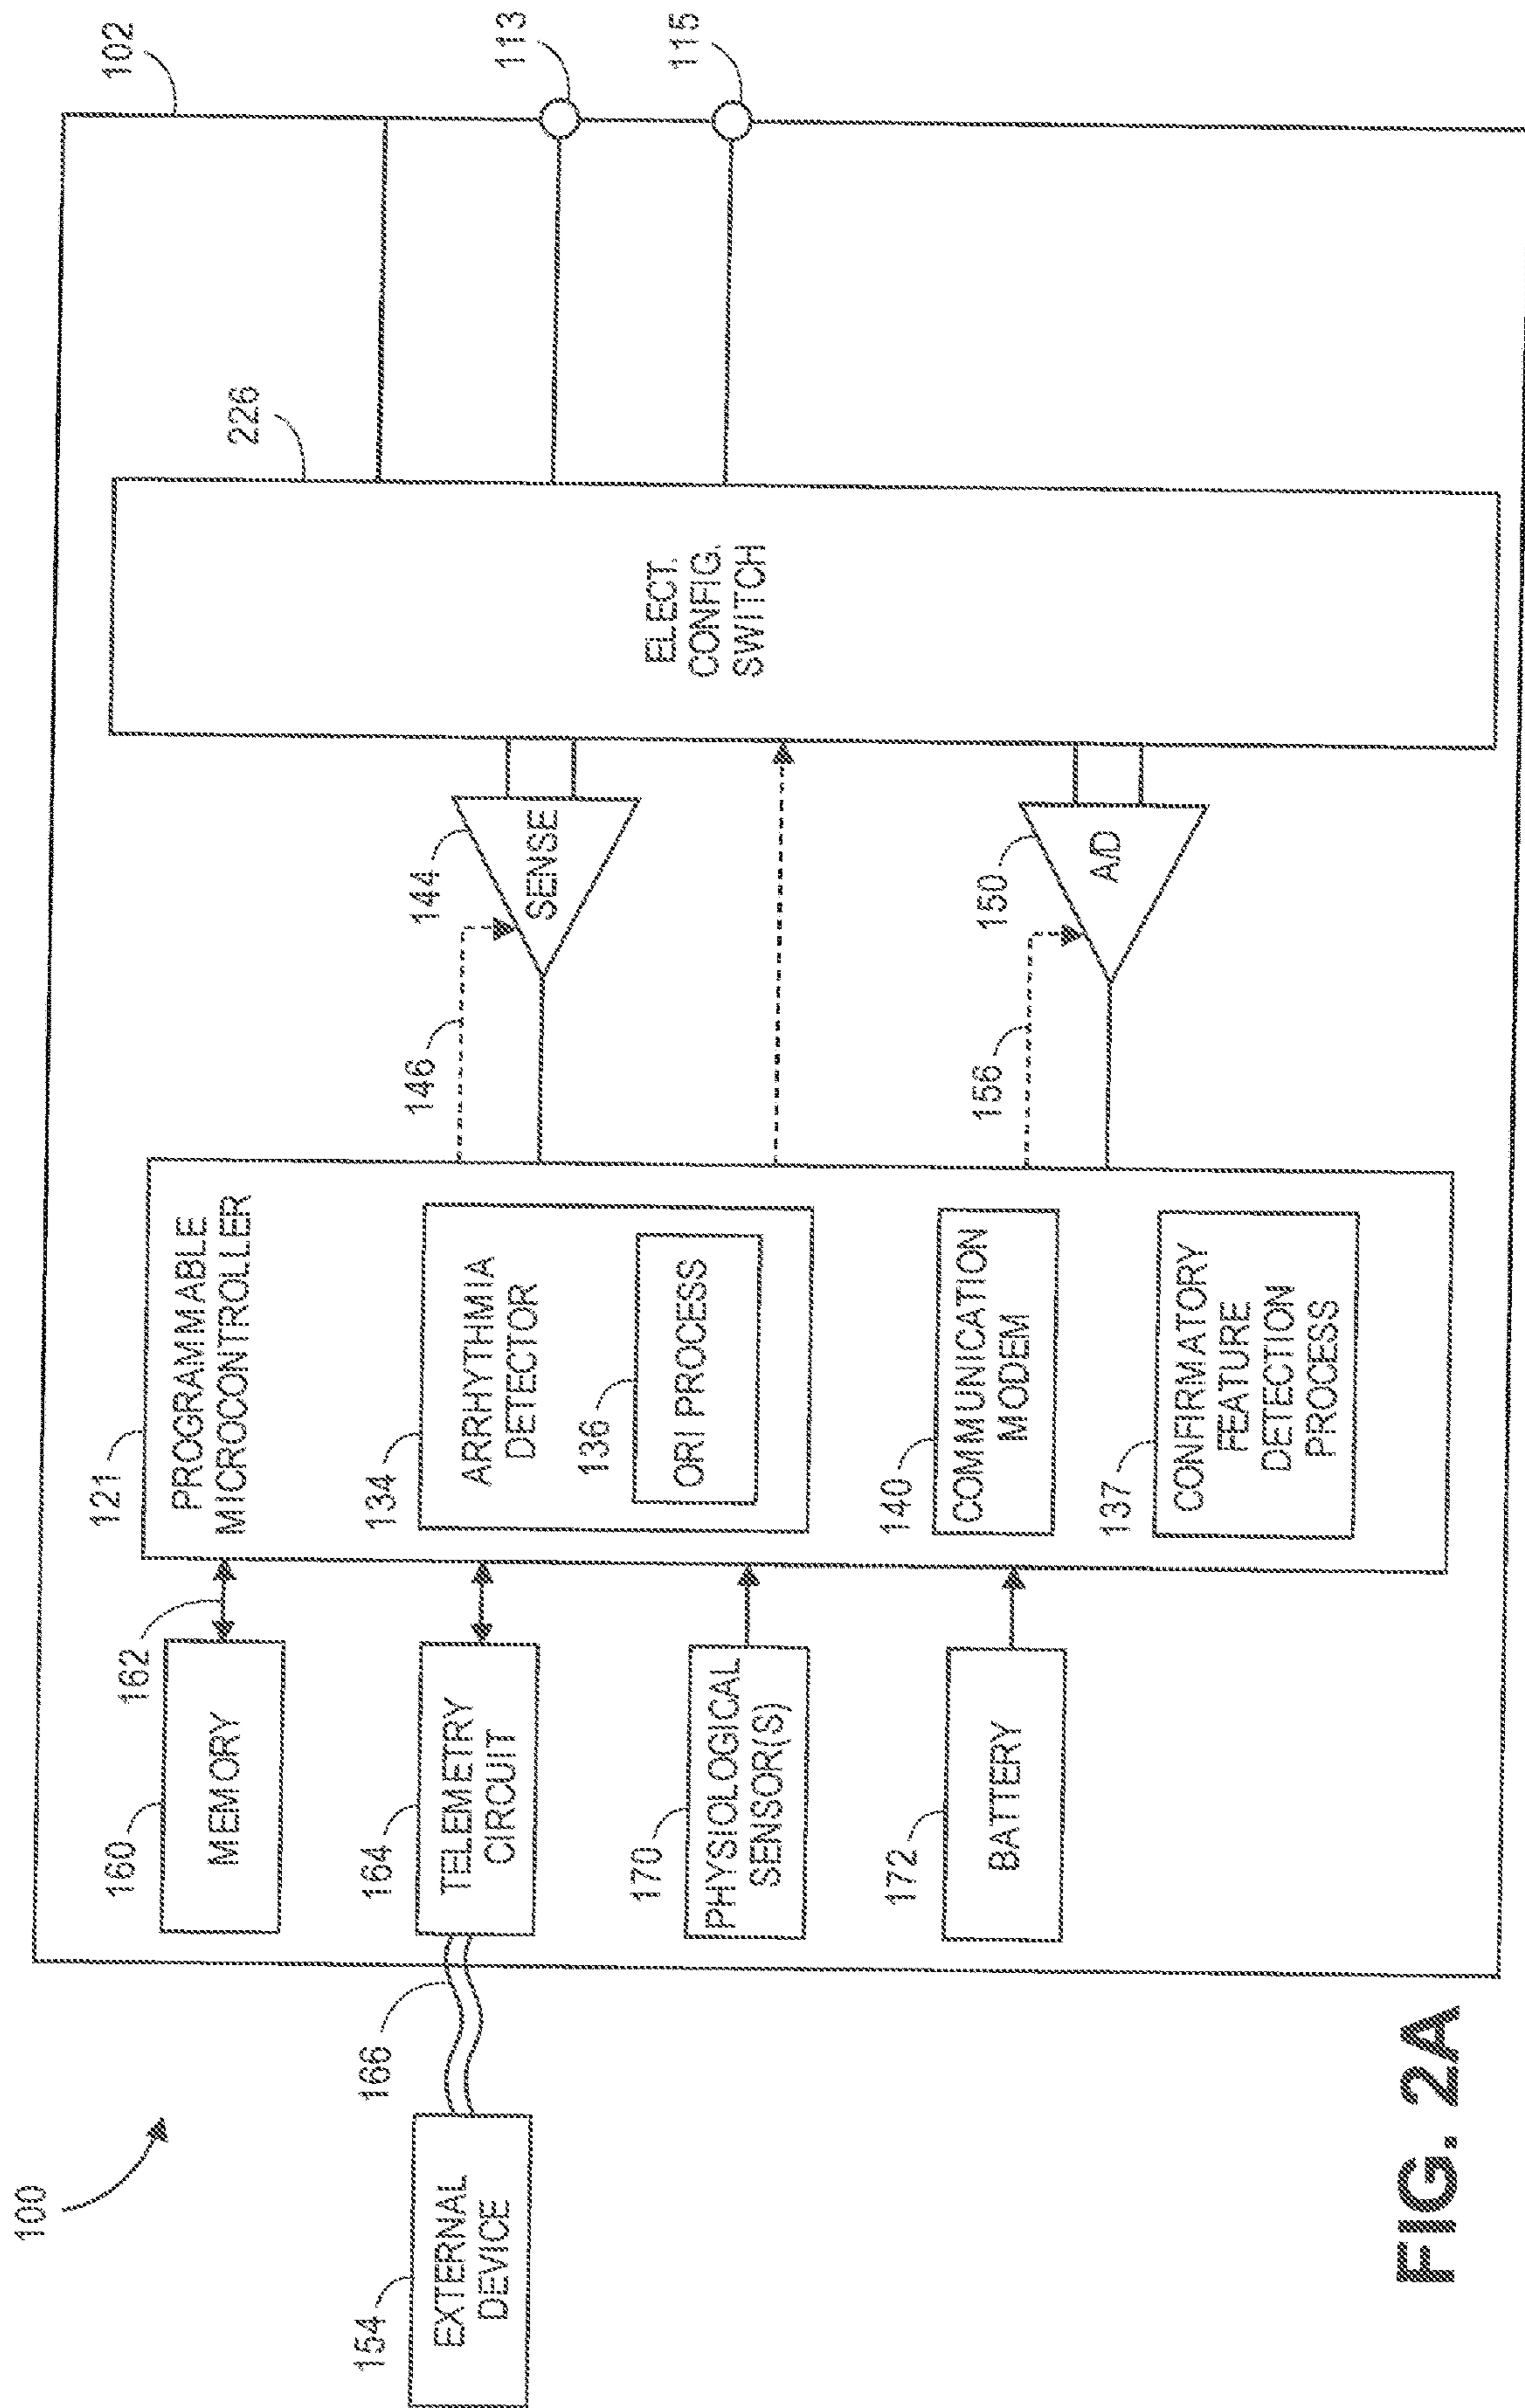 100
102
121
PROGRAMMABLE
MICROCONTROLLER
160
MEMORY
162
134
ARRHYTHMIA
DETECTOR
136
ORI PROCESS
154
EXTERNAL
DEVICE
166
164
TELEMETRY
CIRCUIT
170
PHYSIOLOGICAL
SENSOR(S)
140
COMMUNICATION
MODEM
172
BATTERY
137
CONFIRMATORY
FEATURE
DETECTION
PROCESS
146
144
SENSE
156
150
A/D
226
ELECT.
CONFIG.
SWITCH
113
115
FIG. 2A